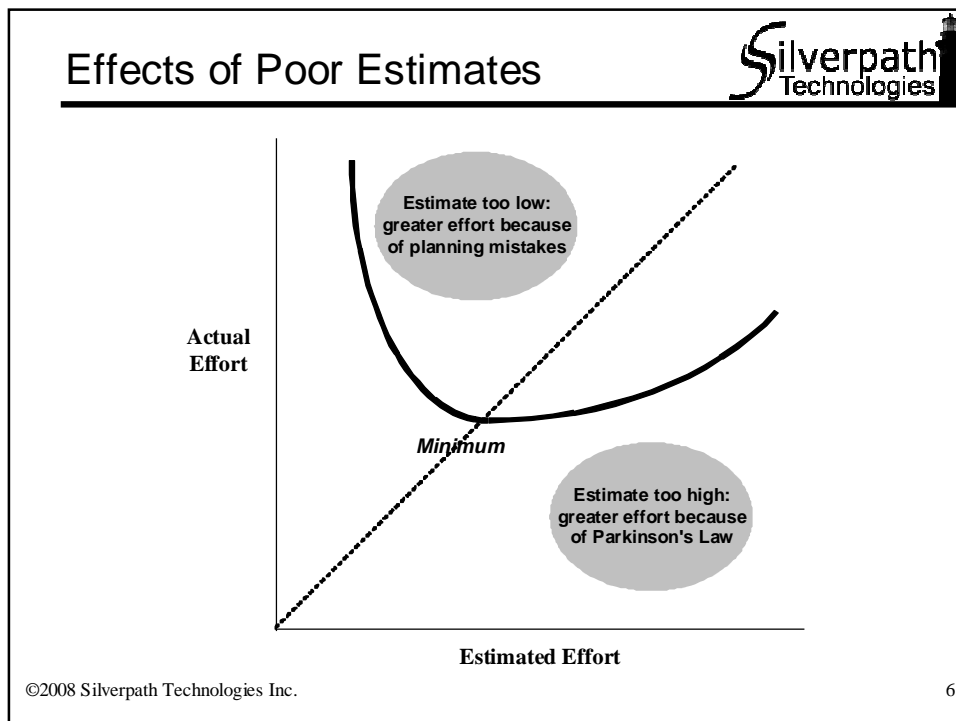 Effects of Poor Estimates
Silverpath
Technologies
Estimate too low:
greater effort because
of planning mistakes
Actual
Effort
Minimum
Estimate too high:
greater effort because
of Parkinson's Law
Estimated Effort
©2008 Silverpath Technologies Inc.
6